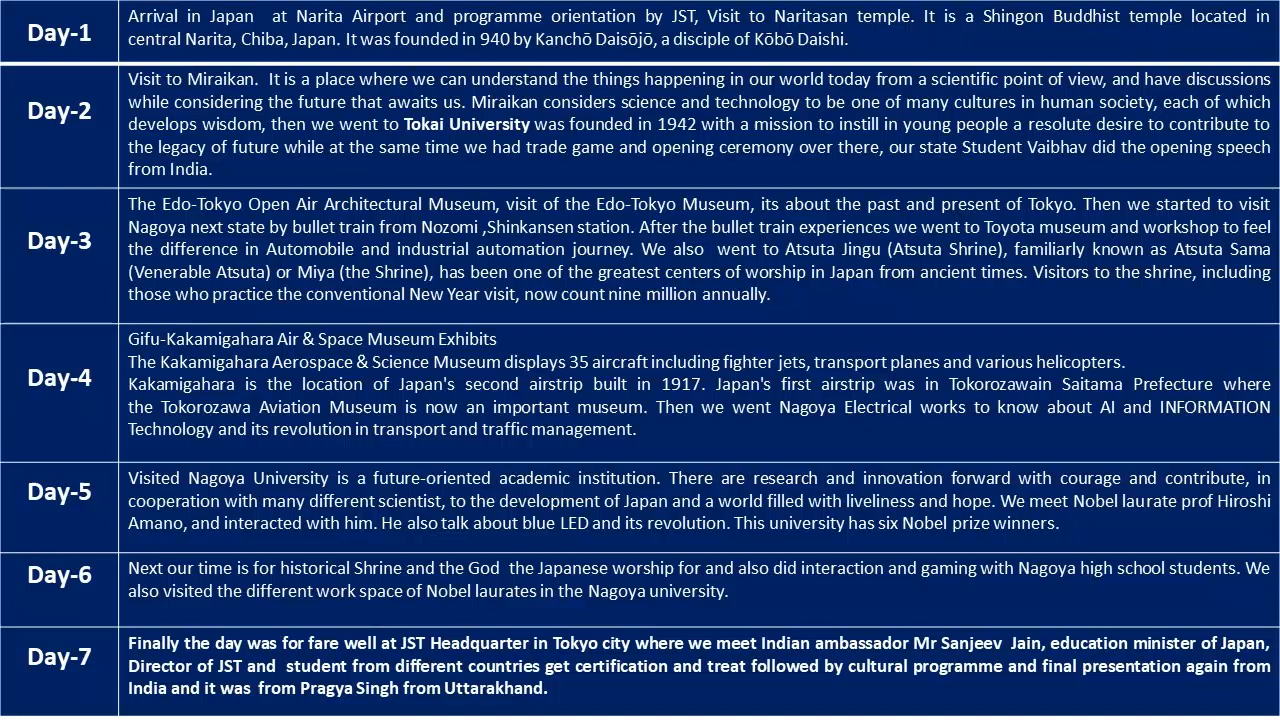 Day-1
Arrival in Japan at Narita Airport and programme orientation by JST, Visit to Naritasan temple. It is a Shingon Buddhist temple located in
central Narita, Chiba, Japan. It was founded in 940 by Kanchō Daisōjō, a disciple of Kōbō Daishi.
Day-2
Visit to Miraikan. It is a place where we can understand the things happening in our world today from a scientific point of view, and have discussions
while considering the future that awaits us. Miraikan considers science and technology to be one of many cultures in human society, each of which
develops wisdom, then we went to Tokai University was founded in 1942 with a mission to instill in young people a resolute desire to contribute to
the legacy of future while at the same time we had trade game and opening ceremony over there, our state Student Vaibhav did the opening speech
from India.
Day-3
The Edo-Tokyo Open Air Architectural Museum, visit of the Edo-Tokyo Museum, its about the past and present of Tokyo. Then we started to visit
Nagoya next state by bullet train from Nozomi ,Shinkansen station. After the bullet train experiences we went to Toyota museum and workshop to feel
the difference in Automobile and industrial automation journey. We also went to Atsuta Jingu (Atsuta Shrine), familiarly known as Atsuta Sama
(Venerable Atsuta) or Miya (the Shrine), has been one of the greatest centers of worship in Japan from ancient times. Visitors to the shrine, including
those who practice the conventional New Year visit, now count nine million annually.
Day-4
Gifu-Kakamigahara Air & Space Museum Exhibits
The Kakamigahara Aerospace & Science Museum displays 35 aircraft including fighter jets, transport planes and various helicopters.
Kakamigahara is the location of Japan's second airstrip built in 1917. Japan's first airstrip was in Tokorozawain Saitama Prefecture where
the Tokorozawa Aviation Museum is now an important museum. Then we went Nagoya Electrical works to know about AI and INFORMATION
Technology and its revolution in transport and traffic management.
Day-5
Visited Nagoya University is a future-oriented academic institution. There are research and innovation forward with courage and contribute, in
cooperation with many different scientist, to the development of Japan and a world filled with liveliness and hope. We meet Nobel laurate prof Hiroshi
Amano, and interacted with him. He also talk about blue LED and its revolution. This university has six Nobel prize winners.
Day-6
Next our time is for historical Shrine and the God the Japanese worship for and also did interaction and gaming with Nagoya high school students. We
also visited the different work space of Nobel laurates in the Nagoya university.
Day-7
Finally the day was for fare well at JST Headquarter in Tokyo city where we meet Indian ambassador Mr Sanjeev Jain, education minister of Japan,
Director of JST and student from different countries get certification and treat followed by cultural programme and final presentation again from
India and it was from Pragya Singh from Uttarakhand.